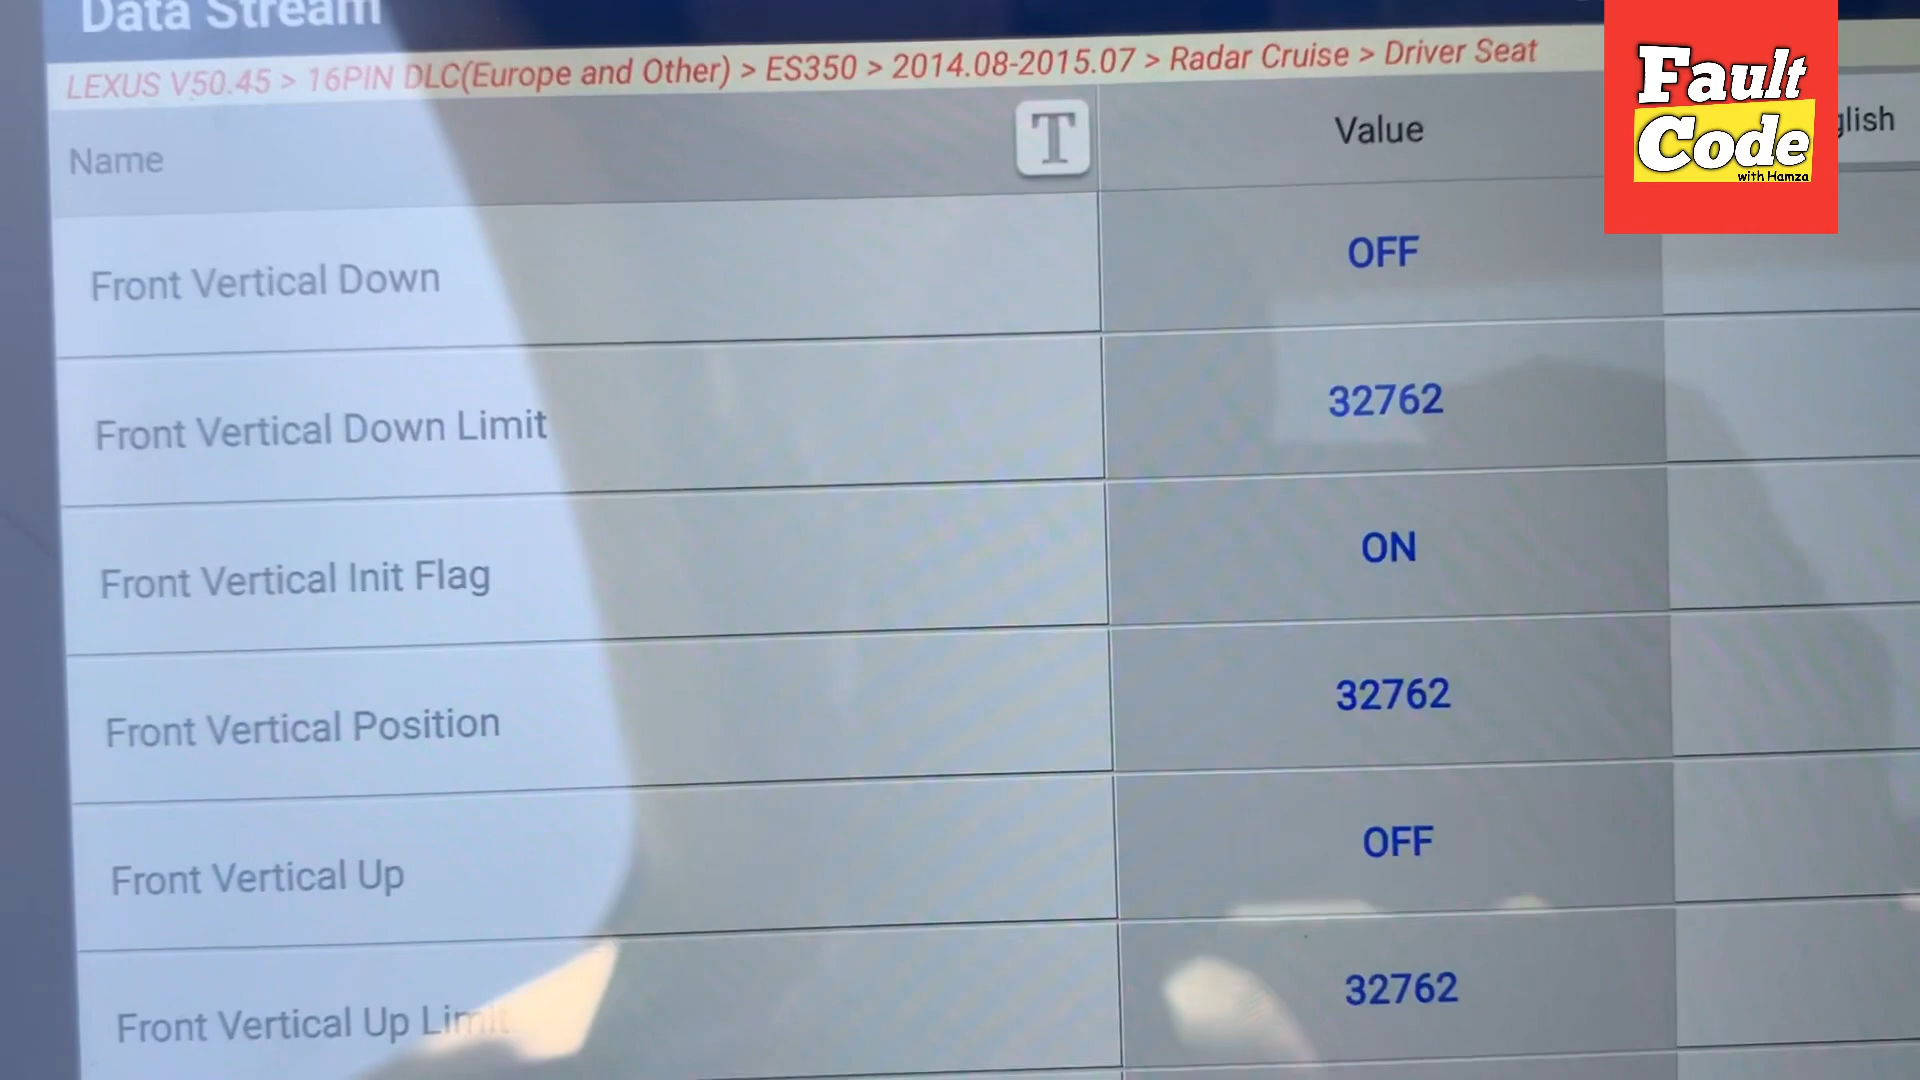 Data Stream
LEXUS V50.45 > 16PIN DLC(Europe and Other) > ES350 > 2014.08-2015.07 > Radar Cruise > Driver Seat
Fault
Code
with Hamza
Name T Value
Front Vertical Down OFF
Front Vertical Down Limit 32762
Front Vertical Init Flag ON
Front Vertical Position 32762
Front Vertical Up OFF
Front Vertical Up Limit 32762